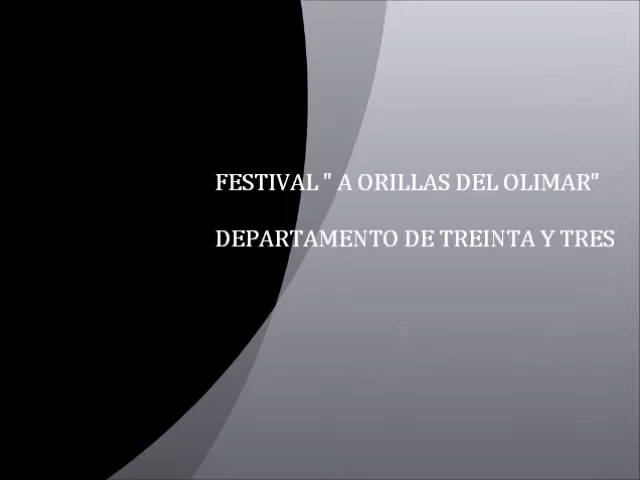 FESTIVAL " A ORILLAS DEL OLIMAR"
DEPARTAMENTO DE TREINTA Y TRES